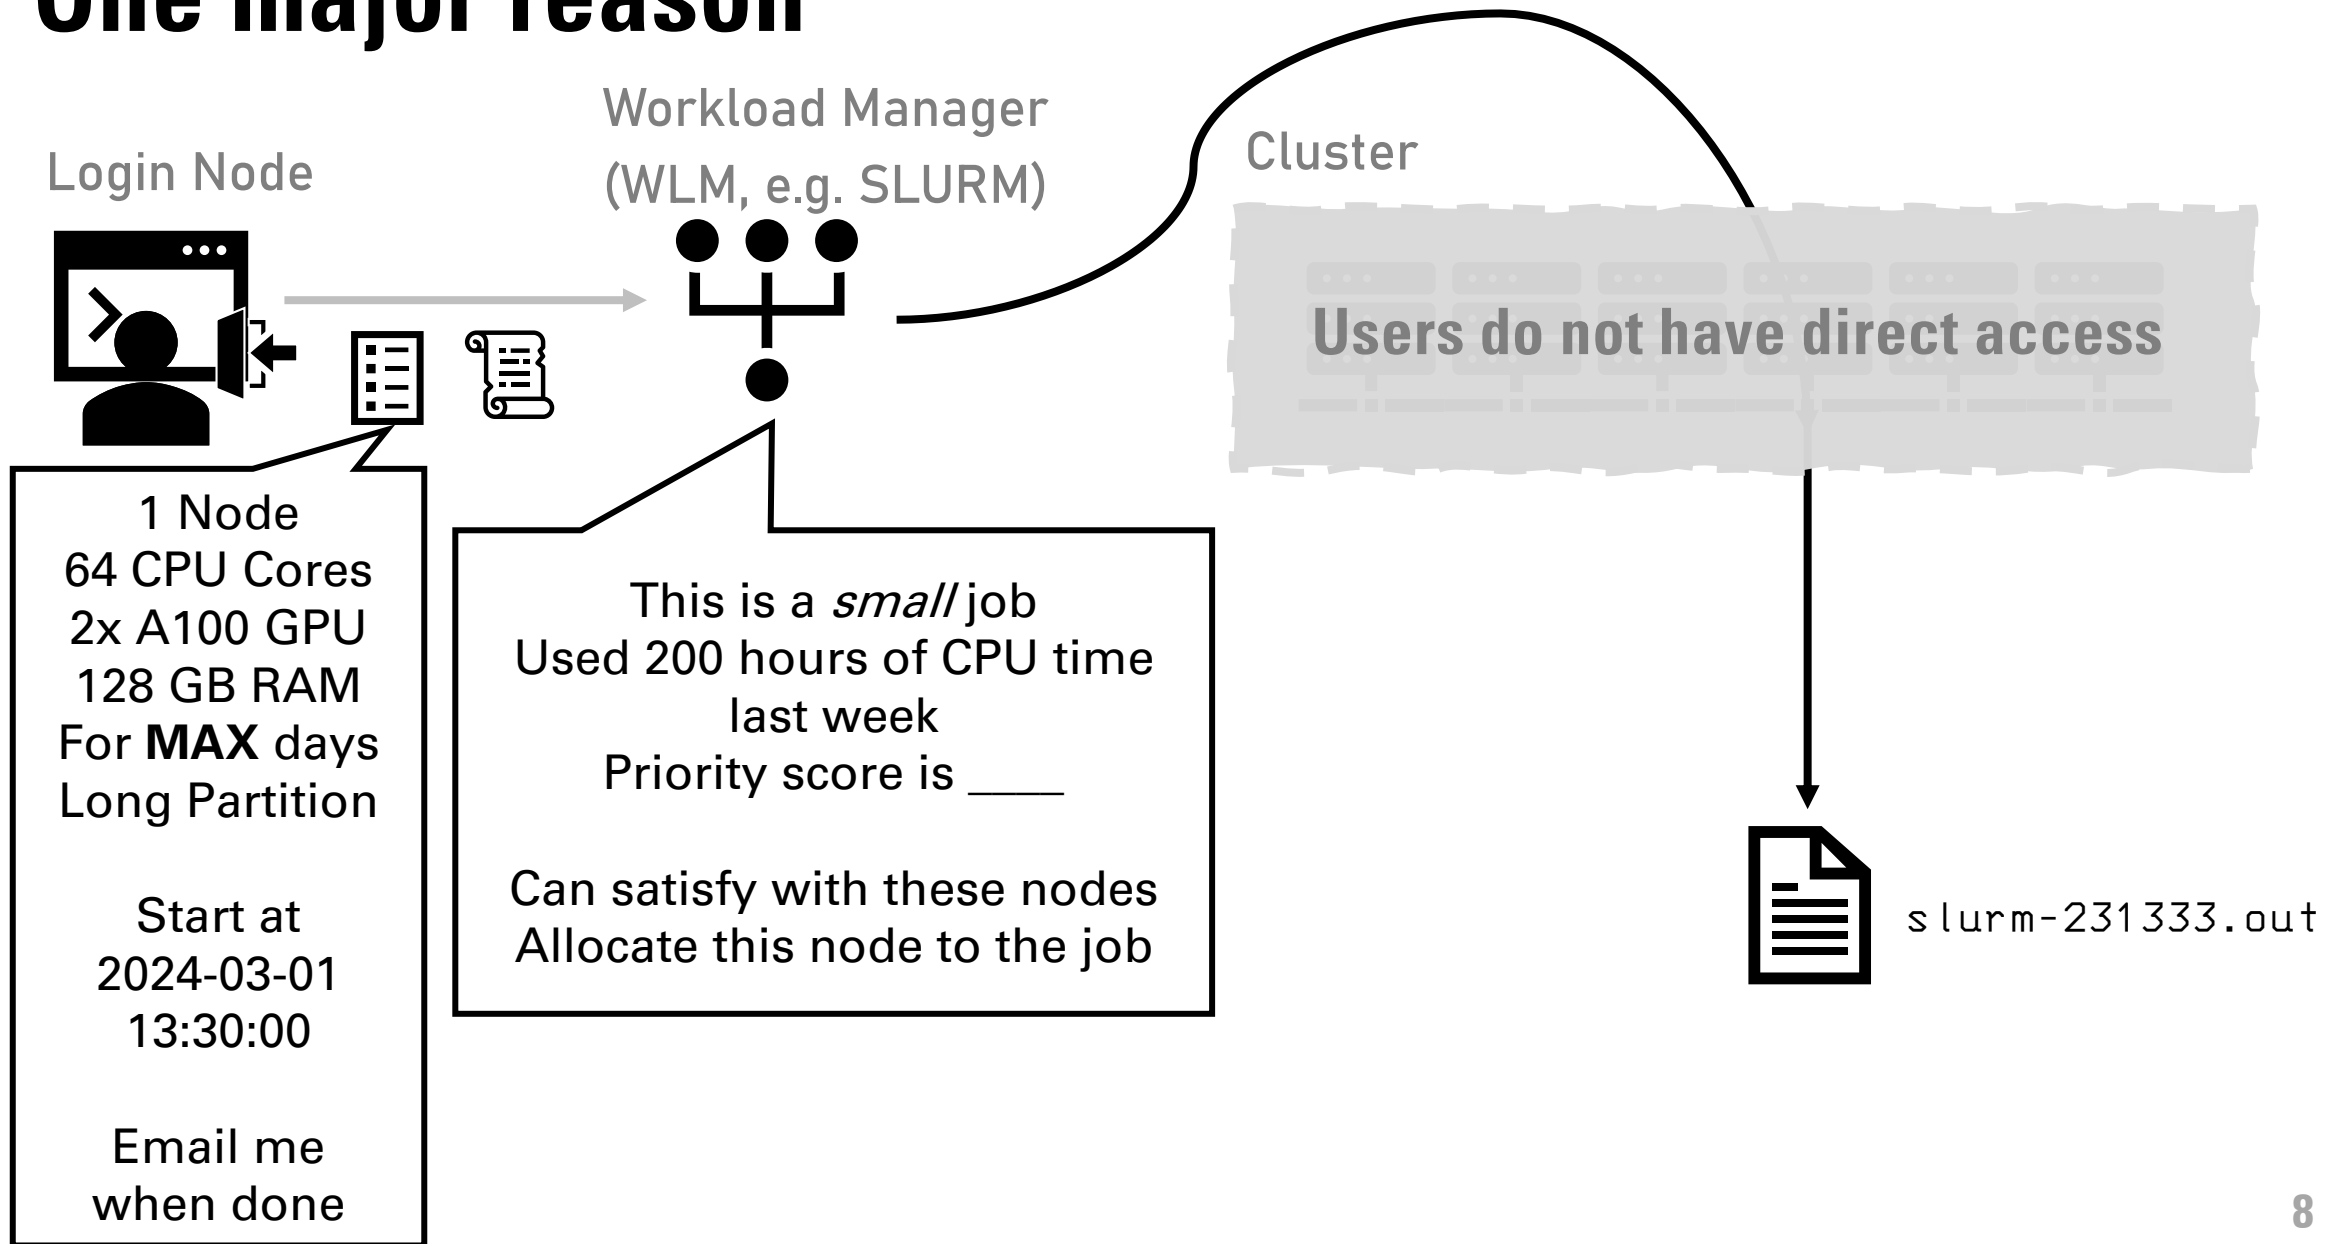 One major reason
Workload Manager
(WLM, e.g. SLURM)
Cluster
Login Node
Users do not have direct access
1 Node
64 CPU Cores
2x A100 GPU
128 GB RAM
For MAX days
Long Partition
Start at
2024-03-01
13:30:00
Email me
when done
This is a small job
Used 200 hours of CPU time
last week
Priority score is ____
Can satisfy with these nodes
Allocate this node to the job
slurm-231333.out
8